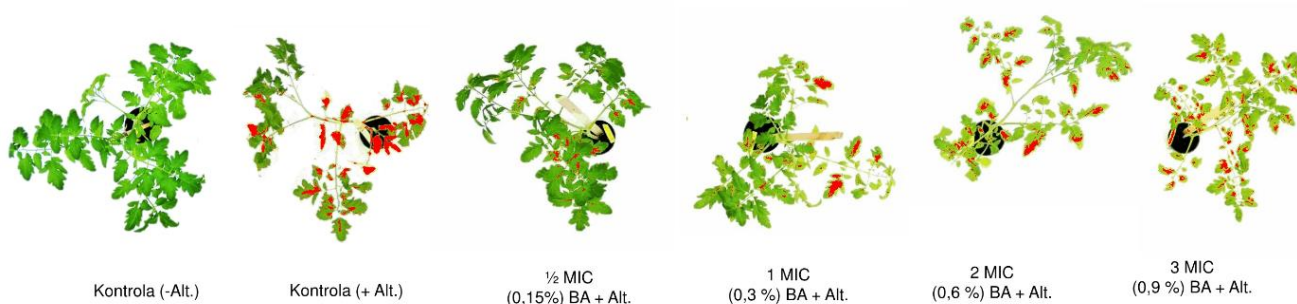 Kontrola (-Alt.)
Kontrola (+ Alt.)
½ MIC
(0.15%) BA + Alt.
1 MIC
(0,3 %) BA + Alt.
2 MIC
(0,6 %) BA + Alt.
3 MIC
(0,9 %) BA + Alt.